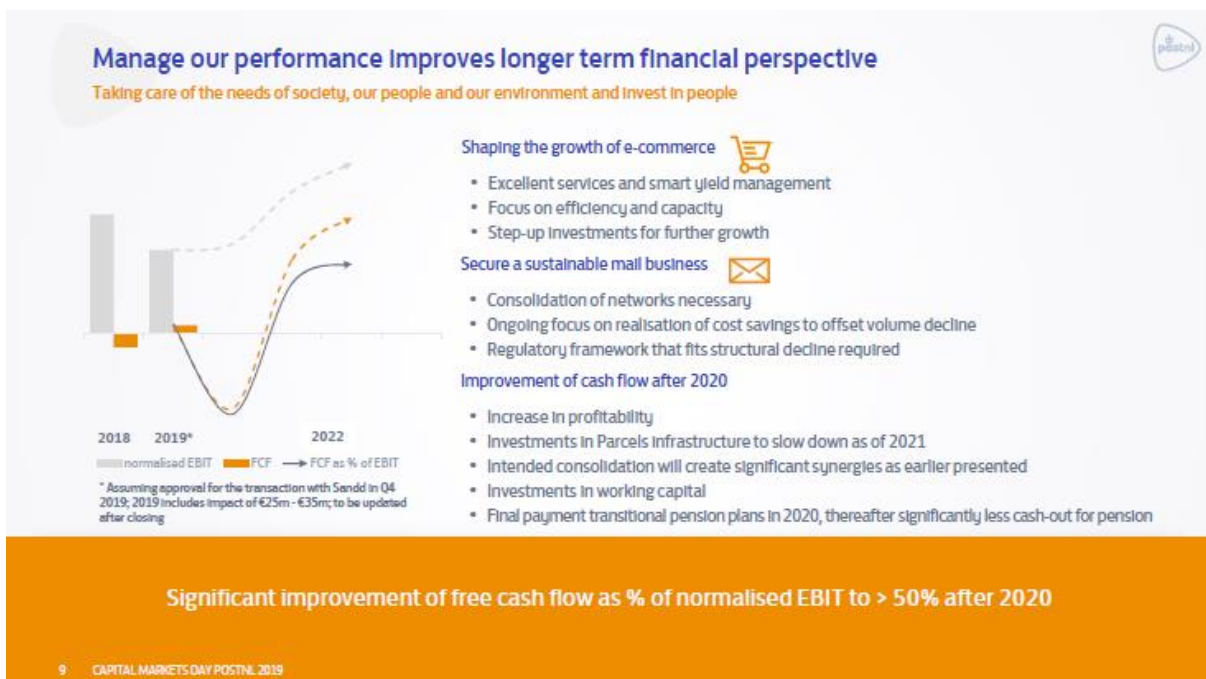 Manage our performance improves longer term financial perspective
Taking care of the needs of society, our people and our environment and invest in people
postnl
Shaping the growth of e-commerce
• Excellent services and smart yield management
• Focus on efficiency and capacity
• Step-up investments for further growth
Secure a sustainable mail business
• Consolidation of networks necessary
• Ongoing focus on realisation of cost savings to offset volume decline
• Regulatory framework that fits structural decline required
Improvement of cash flow after 2020
• Increase in profitability
• Investments in Parcels infrastructure to slow down as of 2021
• Intended consolidation will create significant synergies as earlier presented
• Investments in working capital
• Final payment transitional pension plans in 2020, thereafter significantly less cash-out for pension
2018 2019* 2022
normalised EBIT FCF FCF as % of EBIT
* Assuming approval for the transaction with Sandd in Q4
2019; 2019 includes impact of €25m - €35m; to be updated
after closing
Significant improvement of free cash flow as % of normalised EBIT to > 50% after 2020
9 CAPITAL MARKETS DAY POSTNL 2019